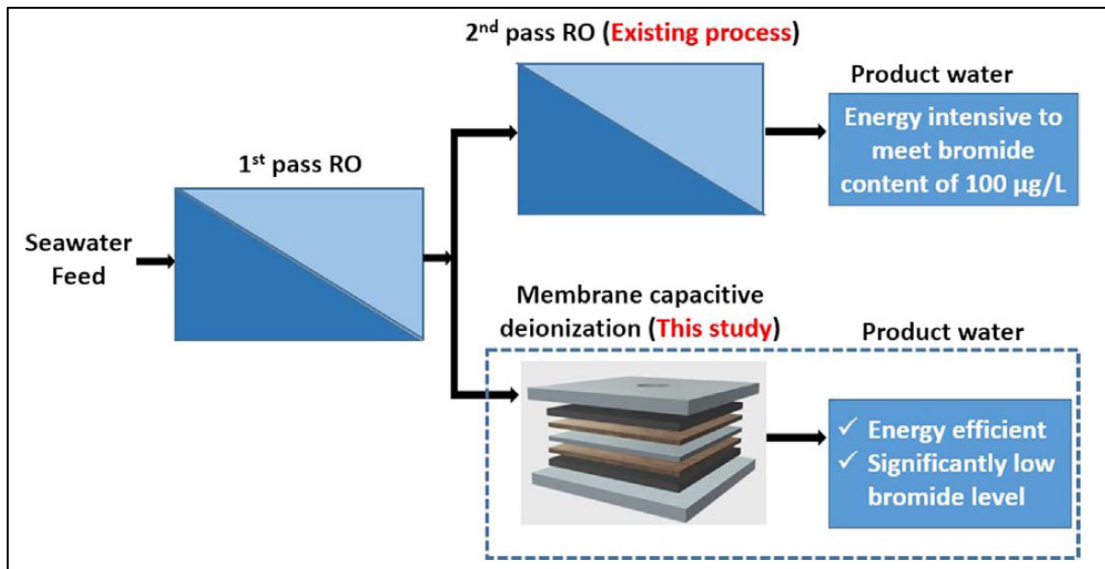 2nd pass RO (Existing process)
Product water
Energy intensive to
meet bromide
content of 100 µg/L
1st pass RO
Seawater
Feed
Membrane capacitive
deionization (This study)
Product water
✓ Energy efficient
✓ Significantly low
bromide level